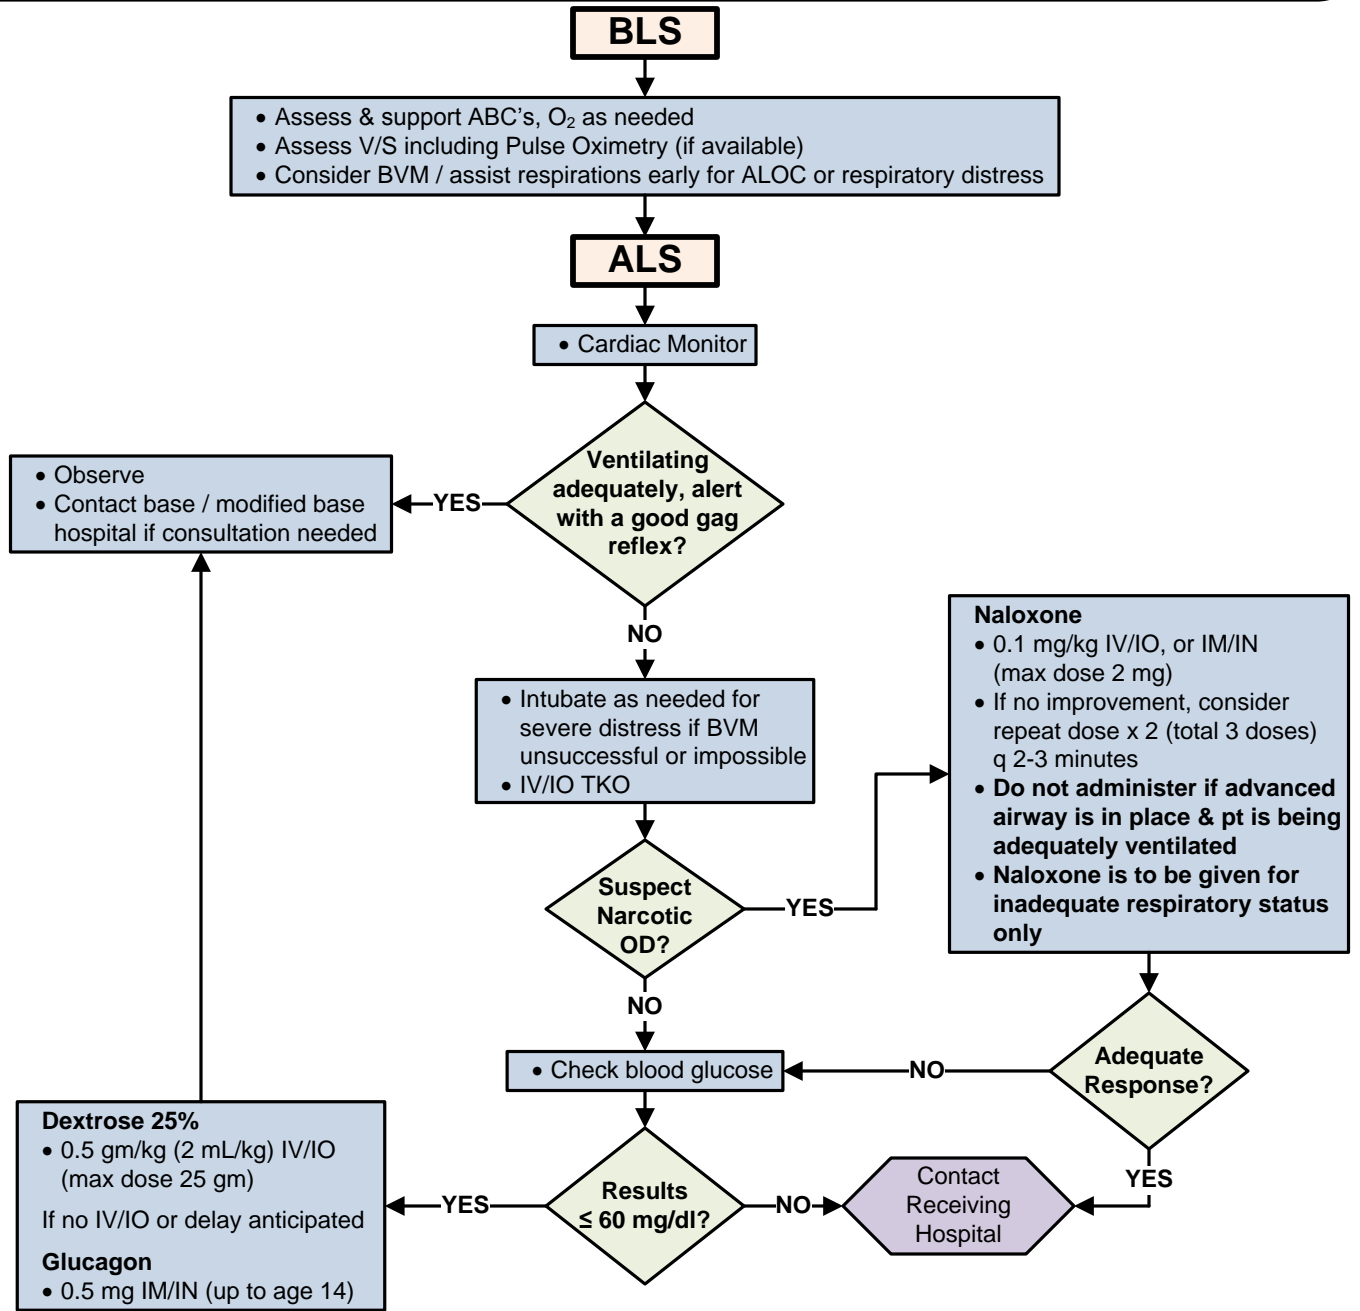 BLS
• Assess & support ABC's, O₂ as needed
• Assess V/S including Pulse Oximetry (if available)
• Consider BVM / assist respirations early for ALOC or respiratory distress
ALS
• Cardiac Monitor
Ventilating
adequately, alert
with a good gag
reflex?
YES
• Observe
• Contact base / modified base
hospital if consultation needed
NO
• Intubate as needed for
severe distress if BVM
unsuccessful or impossible
• IV/IO TKO
Suspect
Narcotic
OD?
YES
Naloxone
• 0.1 mg/kg IV/IO, or IM/IN
(max dose 2 mg)
• If no improvement, consider
repeat dose x 2 (total 3 doses)
q 2-3 minutes
• Do not administer if advanced
airway is in place & pt is being
adequately ventilated
• Naloxone is to be given for
inadequate respiratory status
only
NO
• Check blood glucose
NO
Adequate
Response?
YES
Results
≤ 60 mg/dl?
YES
Dextrose 25%
• 0.5 gm/kg (2 mL/kg) IV/IO
(max dose 25 gm)
If no IV/IO or delay anticipated
Glucagon
• 0.5 mg IM/IN (up to age 14)
NO
Contact
Receiving
Hospital